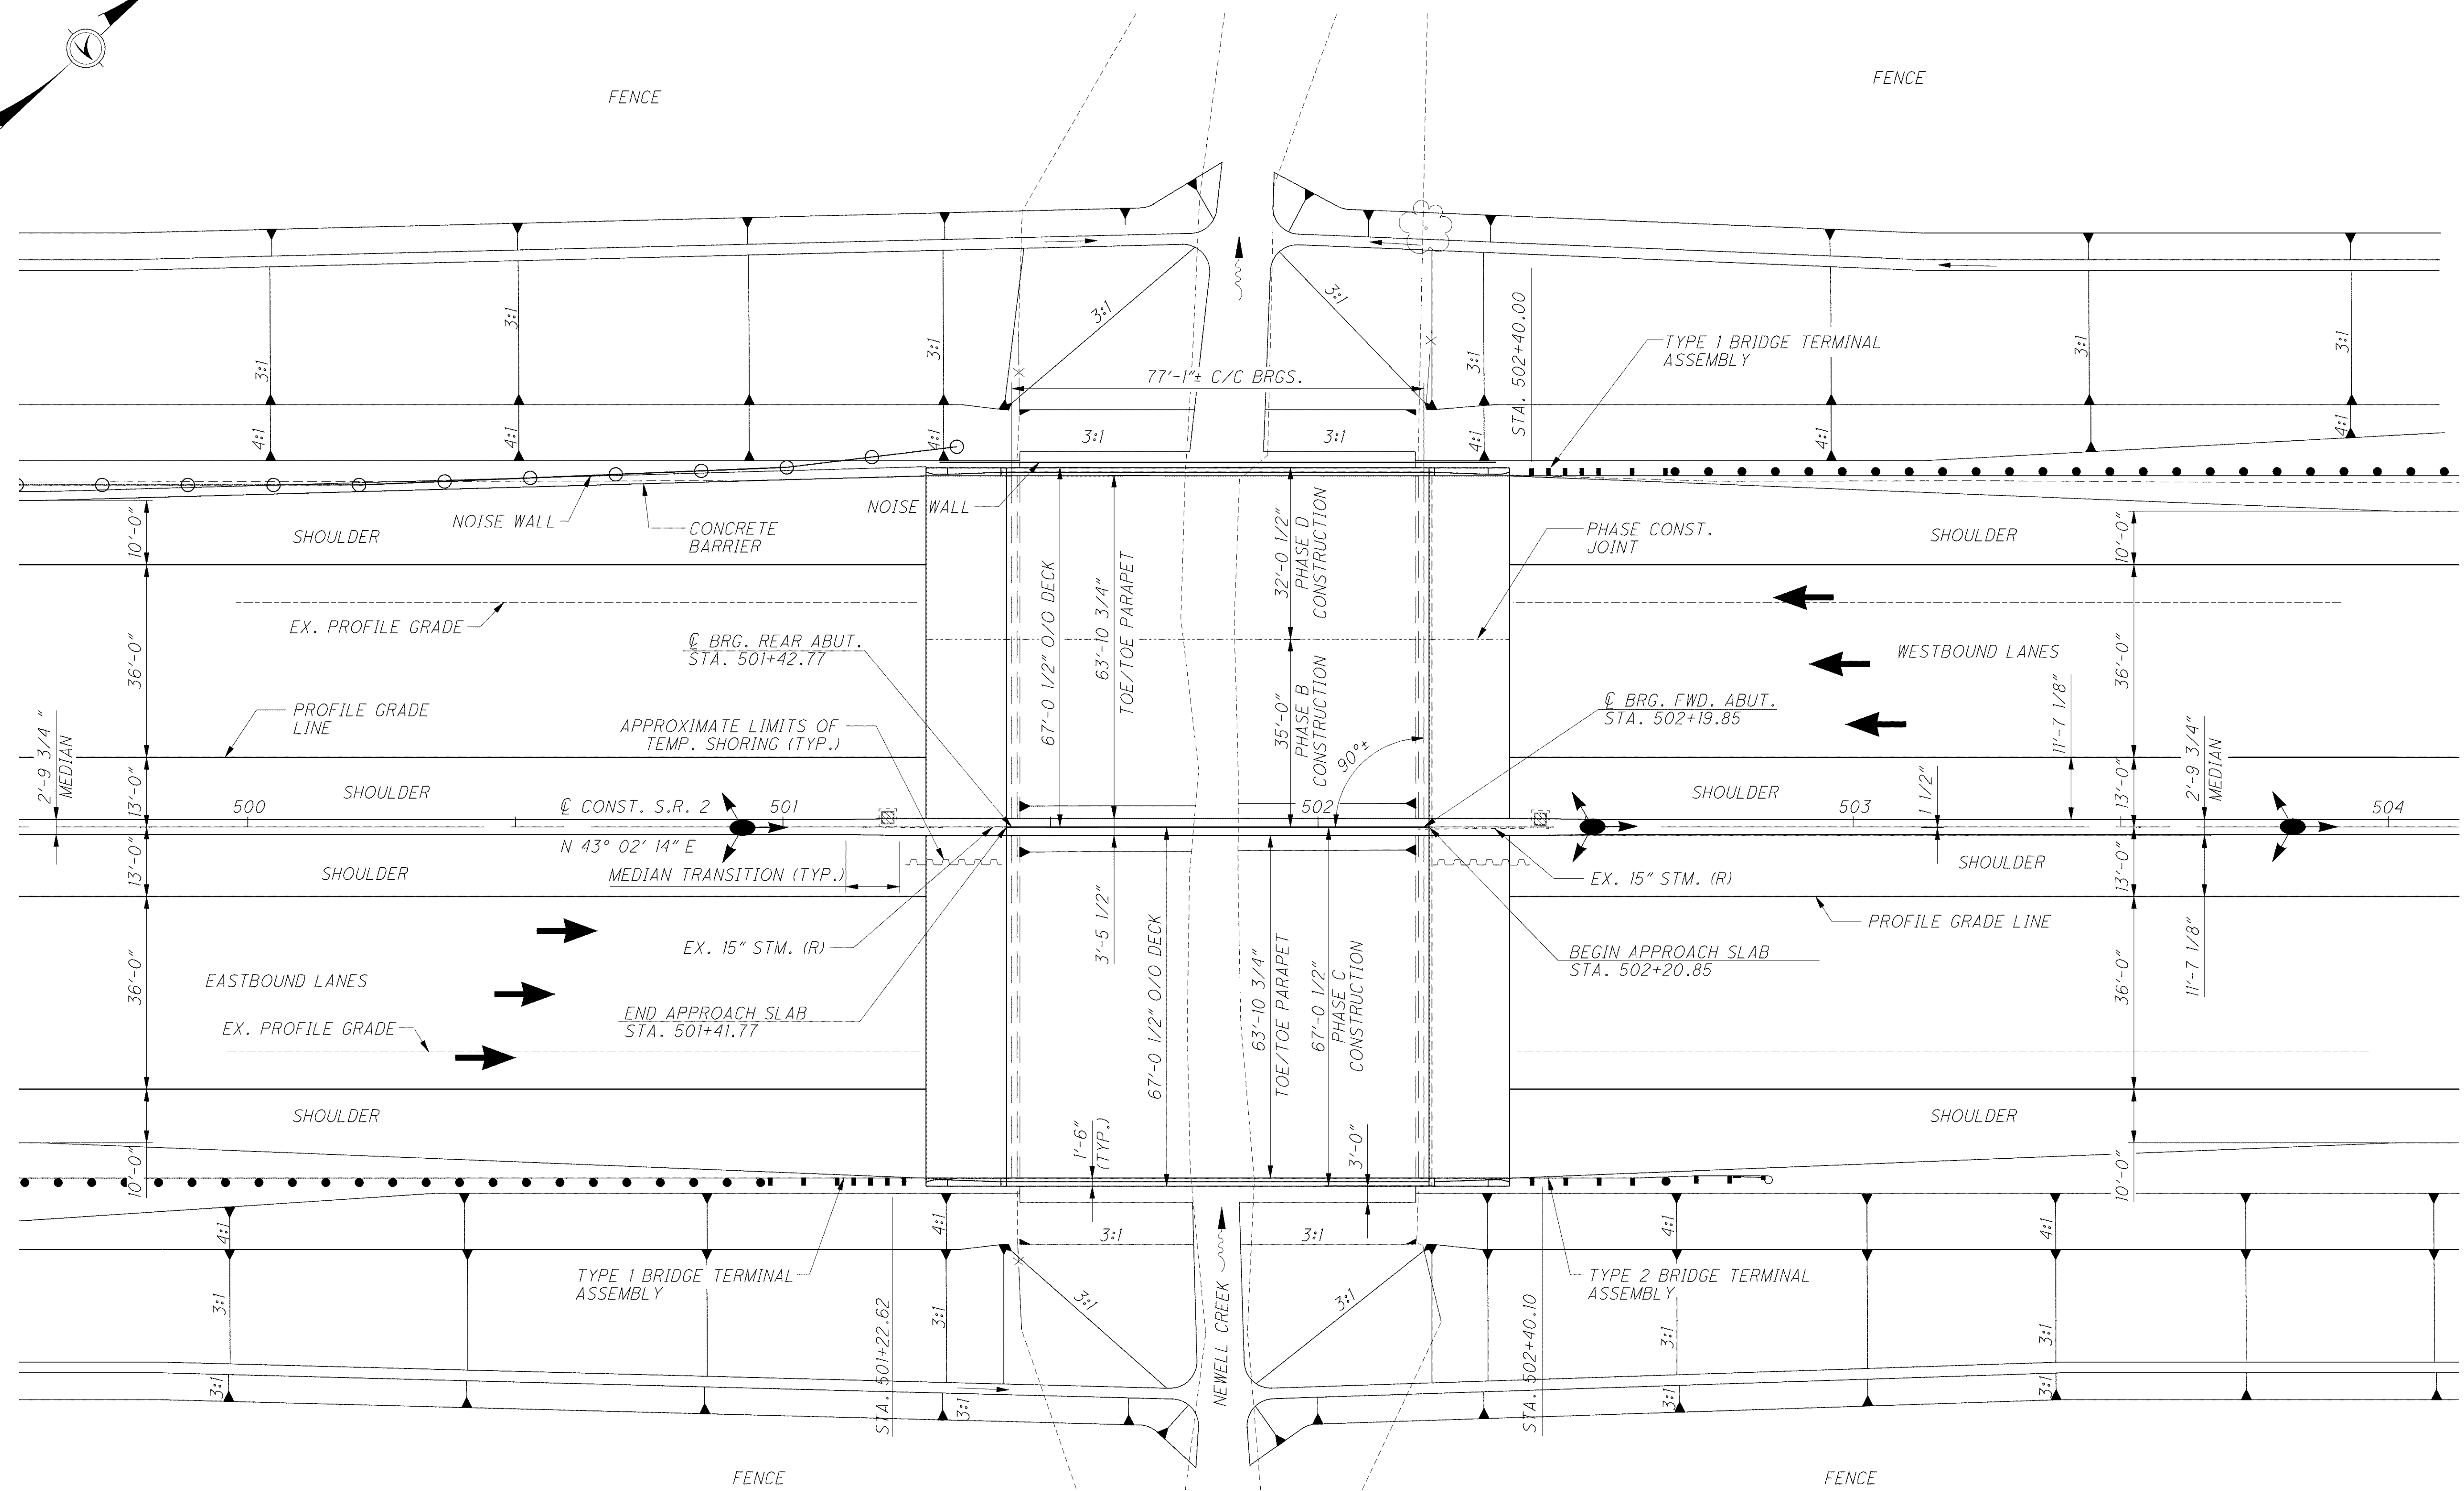 FENCE
FENCE
3:1
3:1
3:1
3:1
3:1
3:1
3:1
3:1
3:1
STA. 502+40.00
TYPE 1 BRIDGE TERMINAL
ASSEMBLY
77'-1"± C/C BRGS.
4:1
4:1
4:1
3:1
3:1
4:1
4:1
4:1
10'-0"
SHOULDER
NOISE WALL
CONCRETE
BARRIER
NOISE WALL
67'-0 1/2" O/O DECK
63'-10 3/4"
TOE/TOE PARAPET
32'-0 1/2"
PHASE D
CONSTRUCTION
PHASE CONST.
JOINT
SHOULDER
10'-0"
36'-0"
EX. PROFILE GRADE
℄ BRG. REAR ABUT.
STA. 501+42.77
35'-0"
PHASE B
CONSTRUCTION
90°±
WESTBOUND LANES
36'-0"
℄ BRG. FWD. ABUT.
STA. 502+19.85
11'-7 1/8"
PROFILE GRADE
LINE
APPROXIMATE LIMITS OF
TEMP. SHORING (TYP.)
2'-9 3/4 "
MEDIAN
13'-0"
SHOULDER
500
℄ CONST. S.R. 2
501
502
SHOULDER
503
1 1/2"
13'-0"
2'-9 3/4"
MEDIAN
504
N 43° 02' 14" E
13'-0"
SHOULDER
MEDIAN TRANSITION (TYP.)
EX. 15" STM. (R)
SHOULDER
13'-0"
3'-5 1/2"
67'-0 1/2" O/O DECK
63'-10 3/4"
TOE/TOE PARAPET
67'-0 1/2"
PHASE C
CONSTRUCTION
PROFILE GRADE LINE
11'-7 1/8"
EX. 15" STM. (R)
BEGIN APPROACH SLAB
STA. 502+20.85
36'-0"
EASTBOUND LANES
END APPROACH SLAB
STA. 501+41.77
EX. PROFILE GRADE
36'-0"
SHOULDER
1'-6"
(TYP.)
3'-0"
SHOULDER
10'-0"
10'-0"
4:1
4:1
3:1
3:1
4:1
4:1
TYPE 1 BRIDGE TERMINAL
ASSEMBLY
TYPE 2 BRIDGE TERMINAL
ASSEMBLY
3:1
3:1
3:1
3:1
3:1
3:1
STA. 501+22.62
NEWELL CREEK
STA. 502+40.10
3:1
3:1
3:1
3:1
FENCE
FENCE